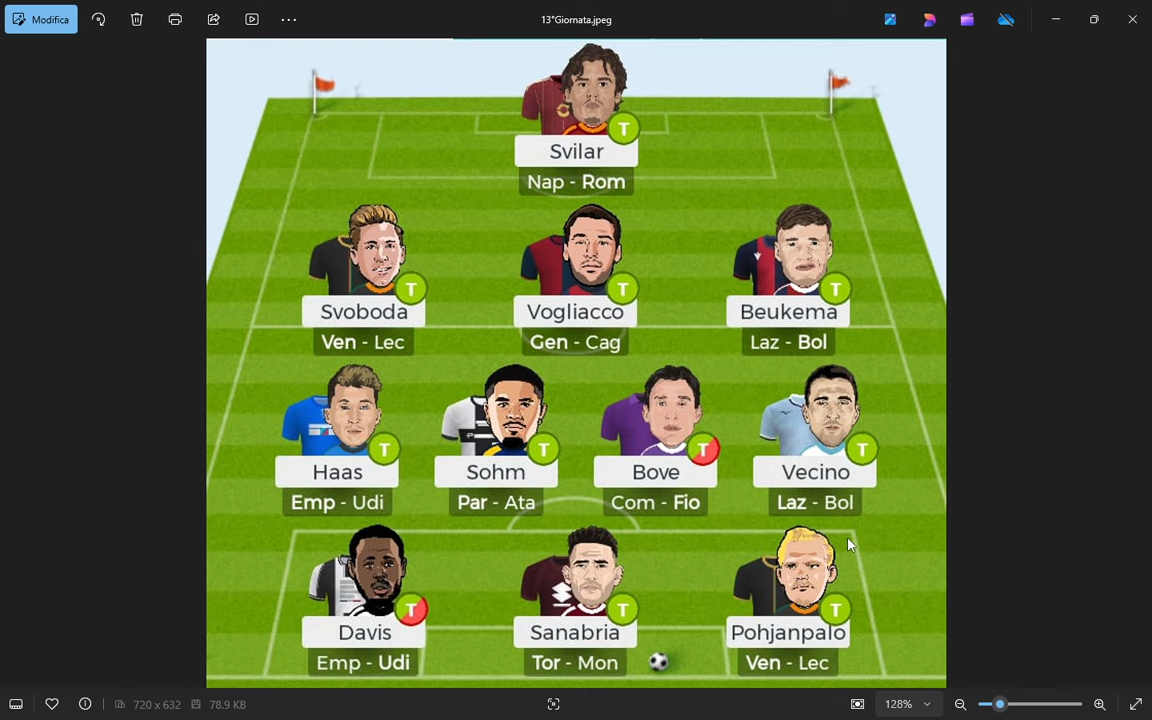 Modifica
13°Giornata.jpeg
T
Svilar
Nap - Rom
T
T
T
Svoboda
Vogliacco
Beukema
Ven - Lec
Gen - Cag
Laz - Bol
T
T
T
T
Haas
Sohm
Bove
Vecino
Emp - Udi
Par - Ata
Com - Fio
Laz - Bol
T
T
T
Davis
Sanabria
Pohjanpalo
Emp - Udi
Tor - Mon
Ven - Lec
720 x 632
78.9 KB
128%